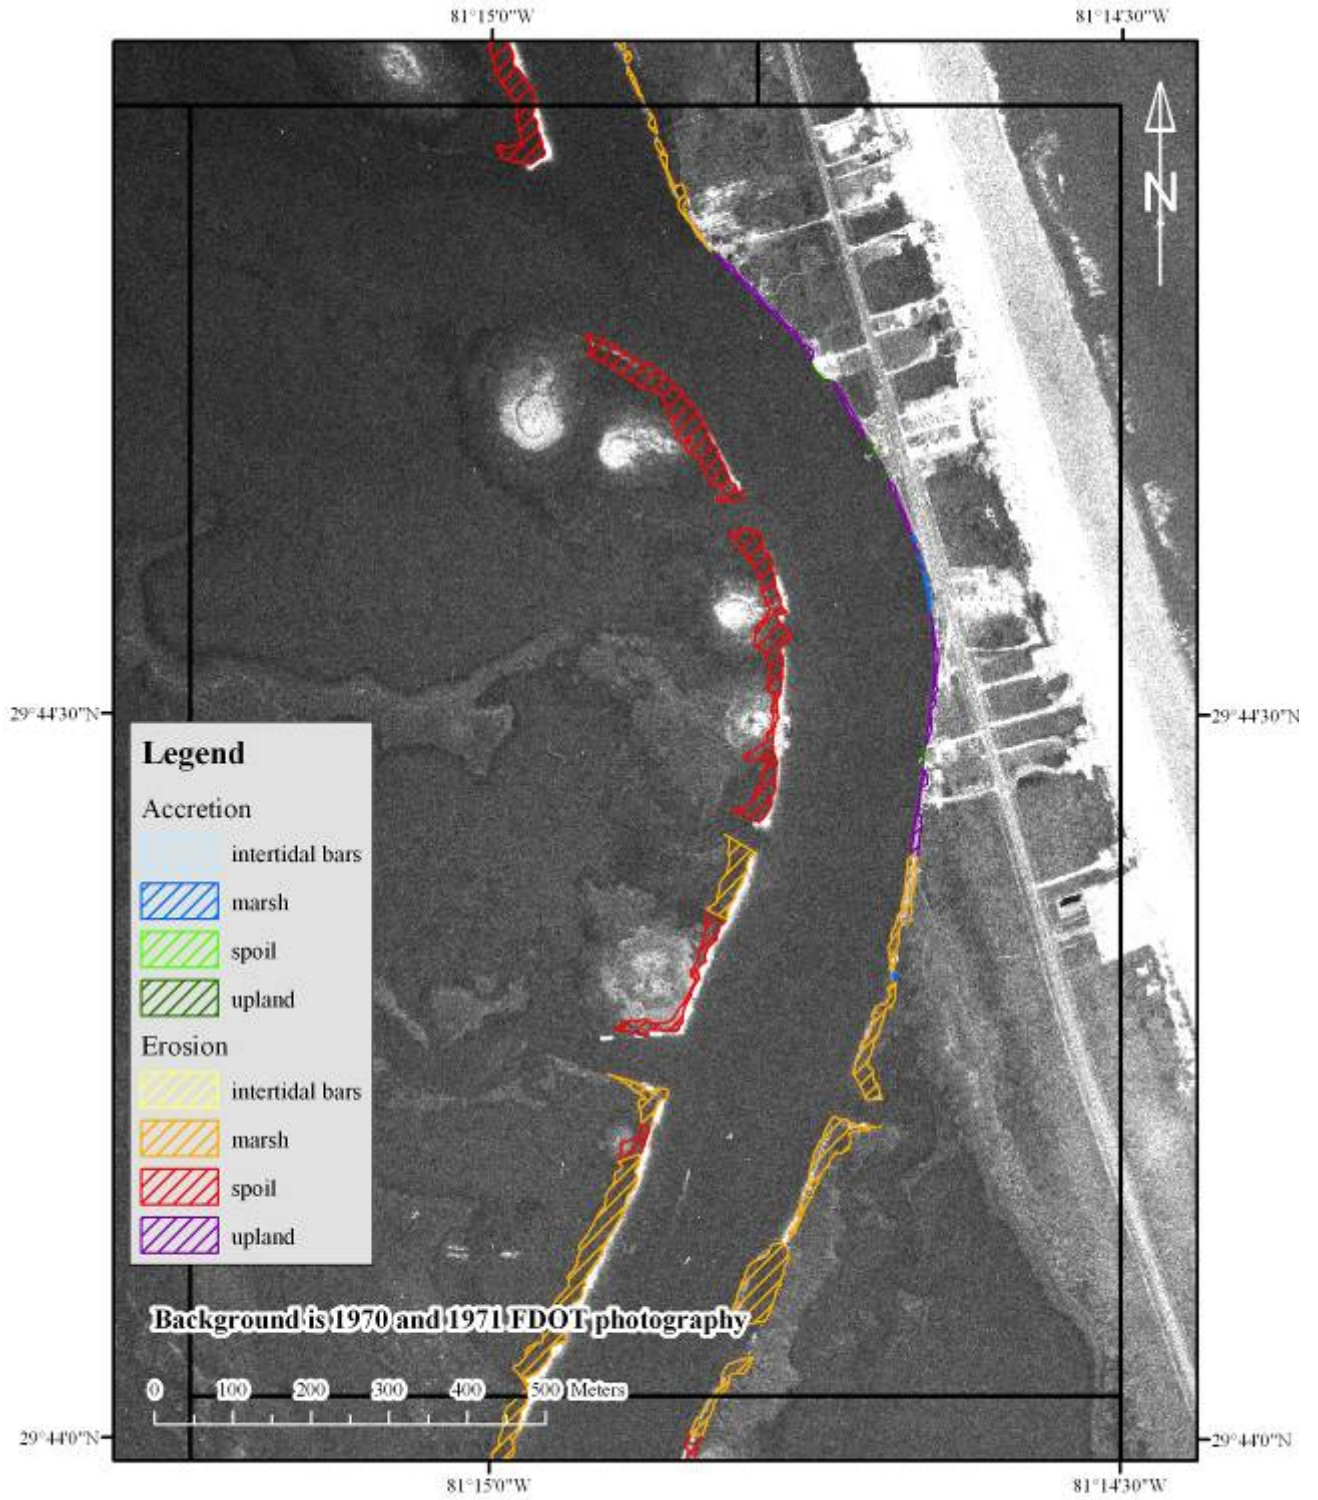 81°15'0"W
81°14'30"W
N
29°44'30"N
29°44'30"N
Legend
Accretion
intertidal bars
marsh
spoil
upland
Erosion
intertidal bars
marsh
spoil
upland
Background is 1970 and 1971 FDOT photography
0 100 200 300 400 500 Meters
29°44'0"N
29°44'0"N
81°15'0"W
81°14'30"W